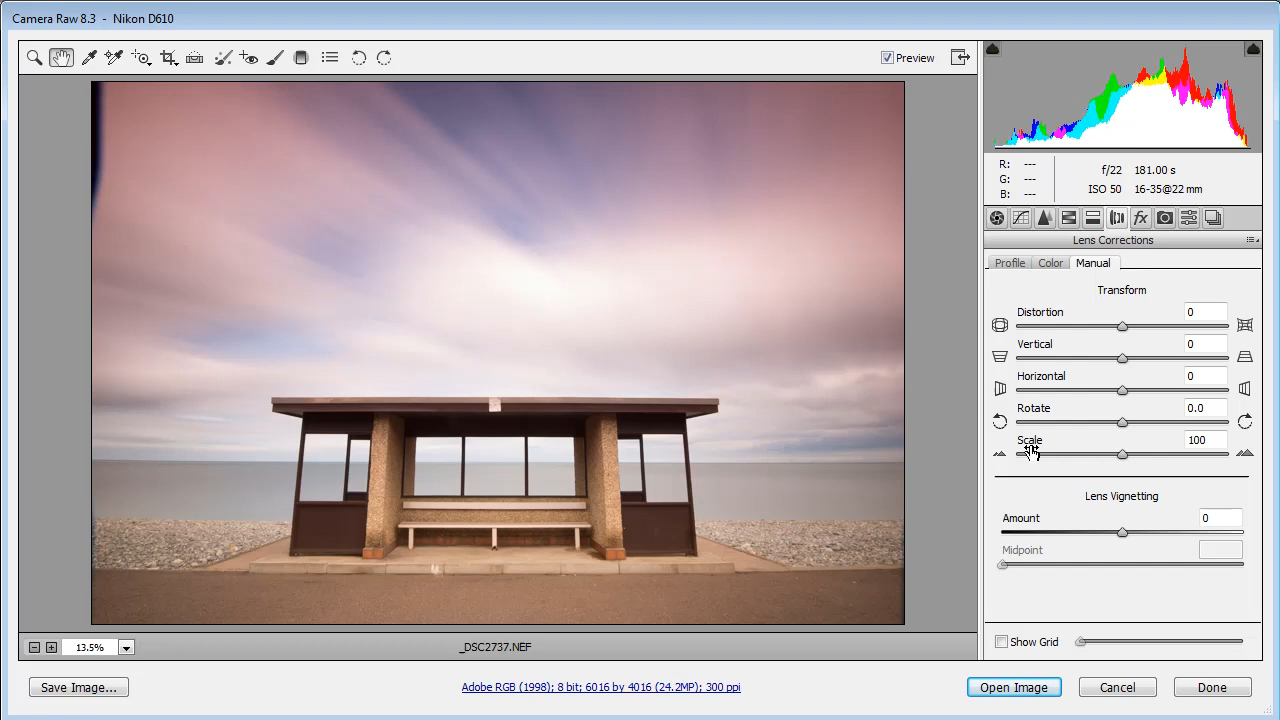 Camera Raw 8.3 - Nikon D610
Preview
R: ---
G: ---
B: ---
f/22 181.00 s
ISO 50 16-35@22 mm
fx
Lens Corrections
Profile Color Manual
Transform
Distortion 0
Vertical 0
Horizontal 0
Rotate 0.0
Scale 100
Lens Vignetting
Amount 0
Midpoint
Show Grid
13.5%
_DSC2737.NEF
Save Image...
Adobe RGB (1998); 8 bit; 6016 by 4016 (24.2MP); 300 ppi
Open Image
Cancel
Done